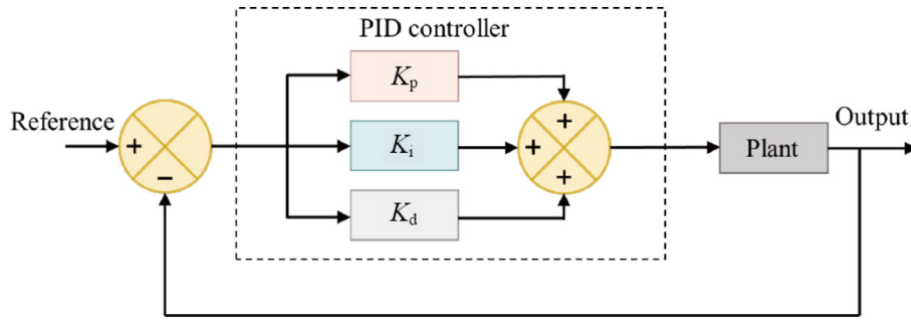 PID controller
Kp
Reference
+
−
Ki
Kd
+
+
+
Plant
Output